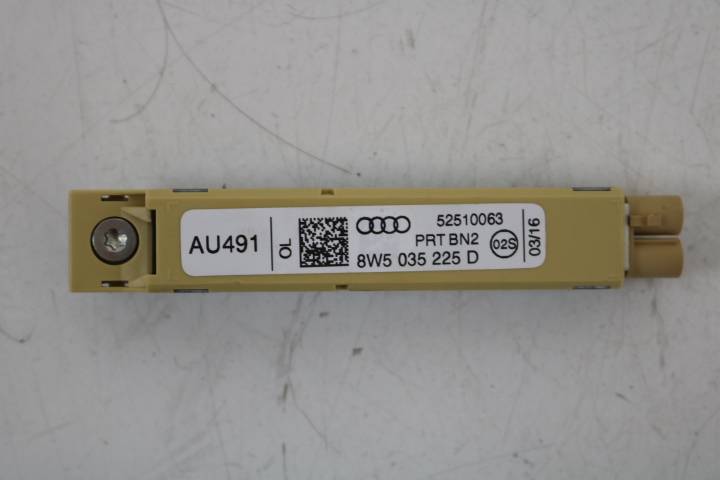 AU491
OL
52510063
PRT BN2
02S
8W5 035 225 D
03/16